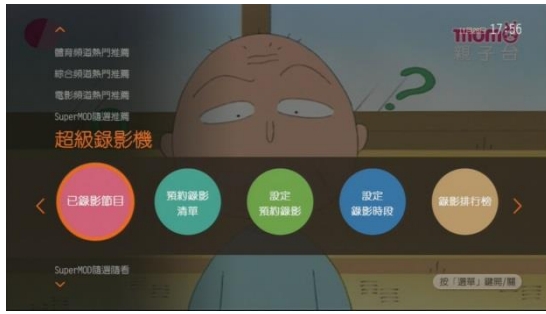 momo
17:56
親子台
體育頻道熱門推薦
綜合頻道熱門推薦
電影頻道熱門推薦
SuperMOD隨選推薦
超級錄影機
已錄影節目
預約錄影
清單
設定
預約錄影
設定
錄影時段
錄影排行榜
SuperMOD隨選隨看
按「選單」鍵開/關